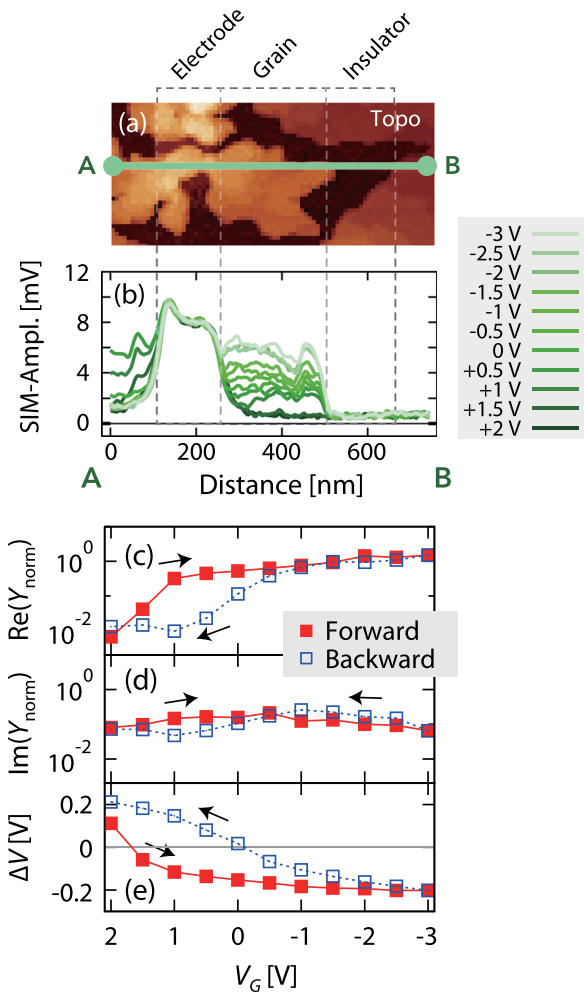 Electrode
Grain
Insulator
(a)
Topo
A
B
12
8
4
0
SIM-Ampl. [mV]
(b)
0
200
400
600
A
Distance [nm]
B
-3 V
-2.5 V
-2 V
-1.5 V
-1 V
-0.5 V
0 V
+0.5 V
+1 V
+1.5 V
+2 V
Re(Ynorm)
10^0
10^-2
(c)
Forward
Backward
Im(Ynorm)
10^0
10^-2
(d)
ΔV [V]
0.2
0
-0.2
(e)
2
1
0
-1
-2
-3
VG [V]